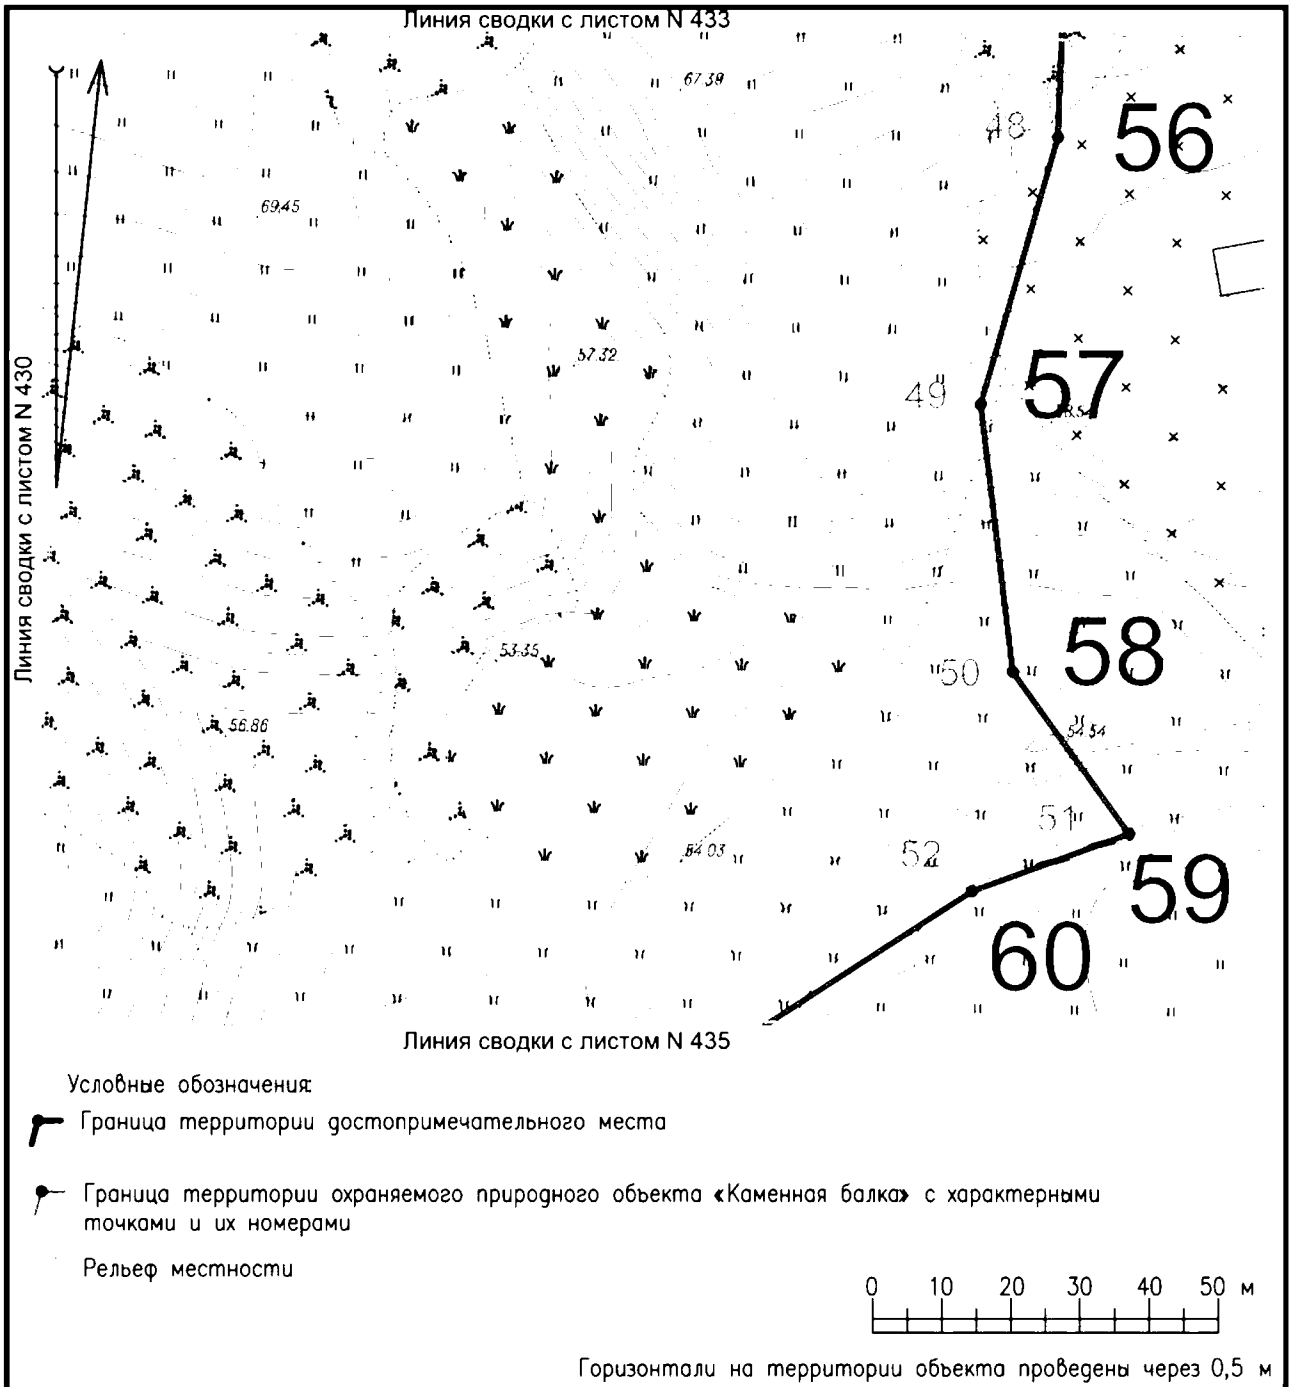 Линия сводки с листом N 433
67.39
48
56
69.45
57.32
Линия сводки с листом N 430
49
57
58
53.35
50
56.86
54.54
51
52
54.03
59
60
Линия сводки с листом N 435
Условные обозначения:
Граница территории достопримечательного места
Граница территории охраняемого природного объекта «Каменная балка» с характерными
точками и их номерами
Рельеф местности
0 10 20 30 40 50 м
Горизонтали на территории объекта проведены через 0,5 м